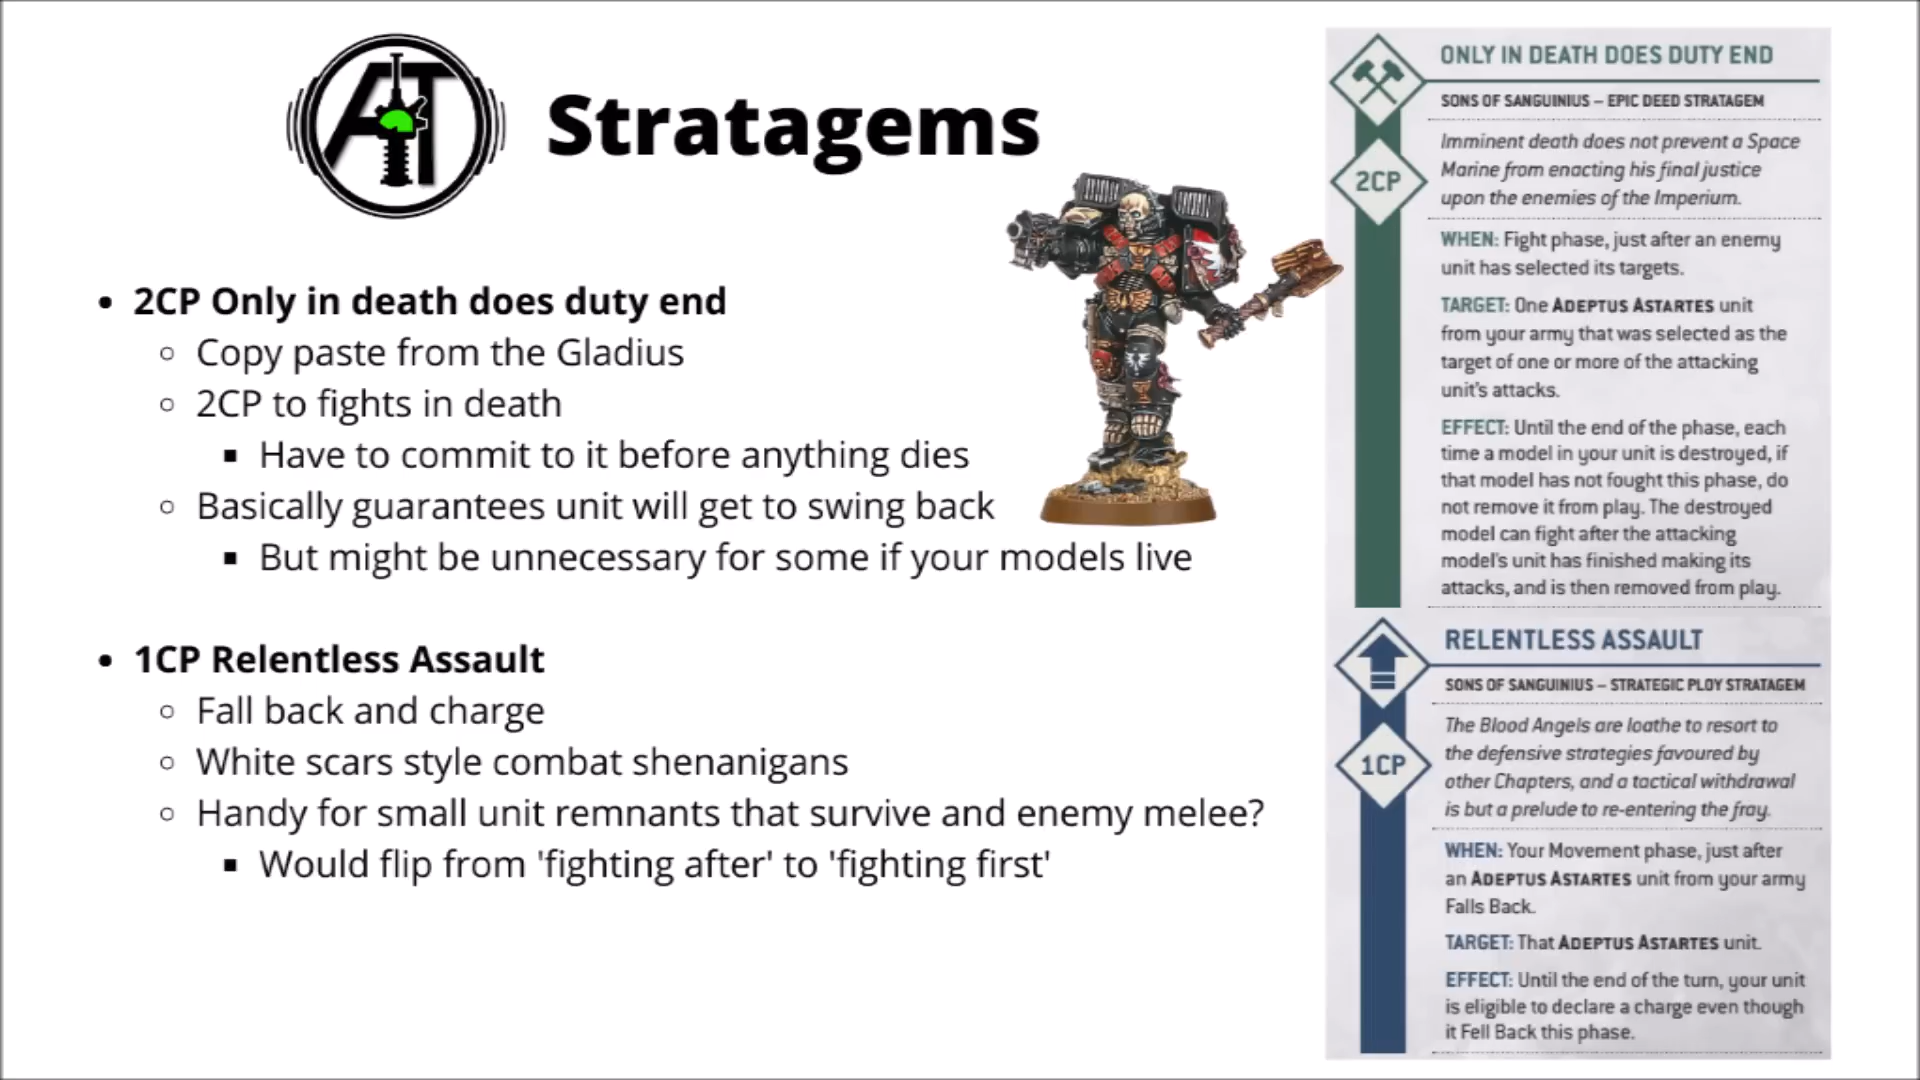 AT
Stratagems
• 2CP Only in death does duty end
○ Copy paste from the Gladius
○ 2CP to fights in death
▪ Have to commit to it before anything dies
○ Basically guarantees unit will get to swing back
▪ But might be unnecessary for some if your models live
• 1CP Relentless Assault
○ Fall back and charge
○ White scars style combat shenanigans
○ Handy for small unit remnants that survive and enemy melee?
▪ Would flip from 'fighting after' to 'fighting first'
ONLY IN DEATH DOES DUTY END
SONS OF SANGUINIUS – EPIC DEED STRATAGEM
2CP
Imminent death does not prevent a Space
Marine from enacting his final justice
upon the enemies of the Imperium.
WHEN: Fight phase, just after an enemy
unit has selected its targets.
TARGET: One ADEPTUS ASTARTES unit
from your army that was selected as the
target of one or more of the attacking
unit's attacks.
EFFECT: Until the end of the phase, each
time a model in your unit is destroyed, if
that model has not fought this phase, do
not remove it from play. The destroyed
model can fight after the attacking
model's unit has finished making its
attacks, and is then removed from play.
RELENTLESS ASSAULT
SONS OF SANGUINIUS – STRATEGIC PLOY STRATAGEM
1CP
The Blood Angels are loathe to resort to
the defensive strategies favoured by
other Chapters, and a tactical withdrawal
is but a prelude to re-entering the fray.
WHEN: Your Movement phase, just after
an ADEPTUS ASTARTES unit from your army
Falls Back.
TARGET: That ADEPTUS ASTARTES unit.
EFFECT: Until the end of the turn, your unit
is eligible to declare a charge even though
it Fell Back this phase.